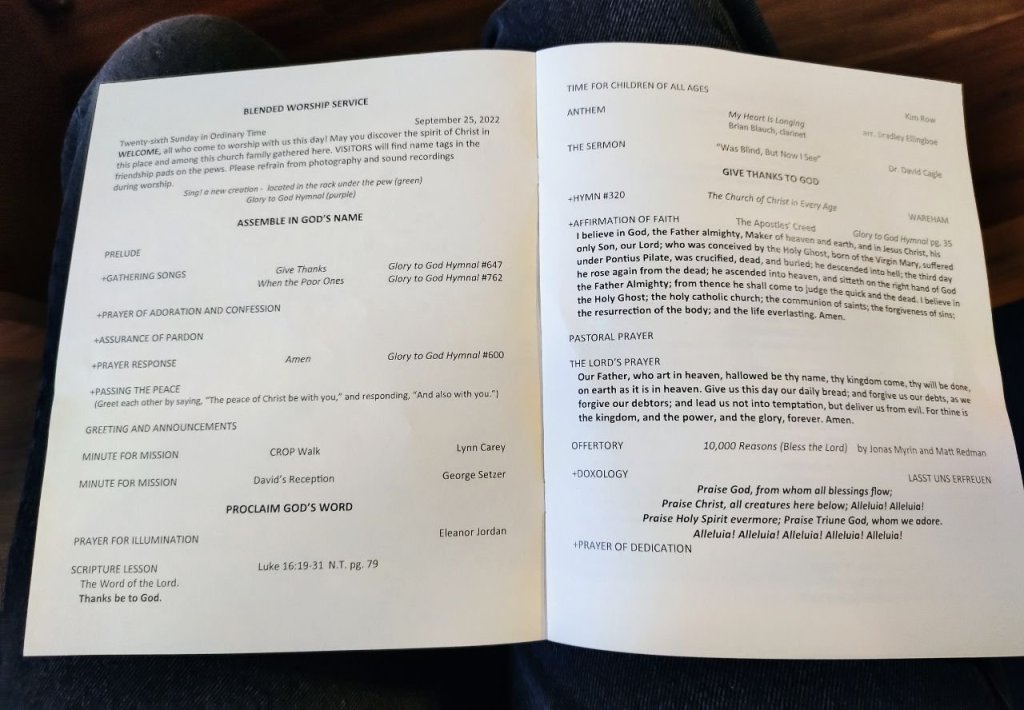 BLENDED WORSHIP SERVICE
September 25, 2022
Twenty-sixth Sunday in Ordinary Time
WELCOME, all who come to worship with us this day! May you discover the spirit of Christ in
this place and among this church family gathered here. VISITORS will find name tags in the
friendship pads on the pews. Please refrain from photography and sound recordings
during worship.
Sing! a new creation - located in the rack under the pew (green)
Glory to God Hymnal (purple)
ASSEMBLE IN GOD'S NAME
PRELUDE
+GATHERING SONGS Give Thanks Glory to God Hymnal #647
When the Poor Ones Glory to God Hymnal #762
+PRAYER OF ADORATION AND CONFESSION
+ASSURANCE OF PARDON
+PRAYER RESPONSE Amen Glory to God Hymnal #600
+PASSING THE PEACE
(Greet each other by saying, "The peace of Christ be with you," and responding, "And also with you.")
GREETING AND ANNOUNCEMENTS
MINUTE FOR MISSION CROP Walk Lynn Carey
MINUTE FOR MISSION David's Reception George Setzer
PROCLAIM GOD'S WORD
PRAYER FOR ILLUMINATION Eleanor Jordan
SCRIPTURE LESSON Luke 16:19-31 N.T. pg. 79
The Word of the Lord.
Thanks be to God.
TIME FOR CHILDREN OF ALL AGES
Kim Row
ANTHEM My Heart Is Longing arr. Bradley Ellingboe
Brian Blauch, clarinet
THE SERMON "Was Blind, But Now I See" Dr. David Cagle
GIVE THANKS TO GOD
+HYMN #320 The Church of Christ in Every Age WAREHAM
+AFFIRMATION OF FAITH The Apostles' Creed Glory to God Hymnal pg. 35
I believe in God, the Father almighty, Maker of heaven and earth, and in Jesus Christ, his
only Son, our Lord; who was conceived by the Holy Ghost, born of the Virgin Mary, suffered
under Pontius Pilate, was crucified, dead, and buried; he descended into hell; the third day
he rose again from the dead; he ascended into heaven, and sitteth on the right hand of God
the Father Almighty; from thence he shall come to judge the quick and the dead. I believe in
the Holy Ghost; the holy catholic church; the communion of saints; the forgiveness of sins;
the resurrection of the body; and the life everlasting. Amen.
PASTORAL PRAYER
THE LORD'S PRAYER
Our Father, who art in heaven, hallowed be thy name, thy kingdom come, thy will be done,
on earth as it is in heaven. Give us this day our daily bread; and forgive us our debts, as we
forgive our debtors; and lead us not into temptation, but deliver us from evil. For thine is
the kingdom, and the power, and the glory, forever. Amen.
OFFERTORY 10,000 Reasons (Bless the Lord) by Jonas Myrin and Matt Redman
+DOXOLOGY LASST UNS ERFREUEN
Praise God, from whom all blessings flow;
Praise Christ, all creatures here below; Alleluia! Alleluia!
Praise Holy Spirit evermore; Praise Triune God, whom we adore.
Alleluia! Alleluia! Alleluia! Alleluia! Alleluia!
+PRAYER OF DEDICATION